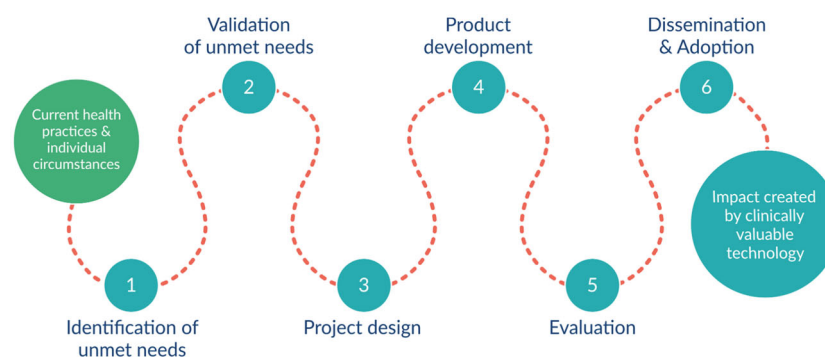 Current health
practices &
individual
circumstances
1
Identification of
unmet needs
Validation
of unmet needs
2
3
Project design
Product
development
4
5
Evaluation
Dissemination
& Adoption
6
Impact created
by clinically
valuable
technology